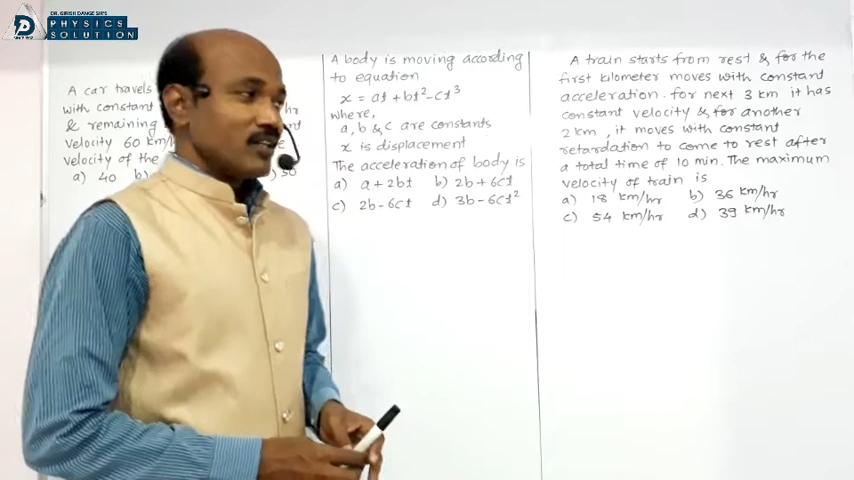 DR. GIRISH DANGE SIR'S
PHYSICS
SOLUTION
A car travels
with constant
& remaining
velocity 60 km/
velocity of the
a) 40 b)
hr
50
A body is moving according
to equation
x = at + bt² - ct³
where,
a, b & c are constants
x is displacement
The acceleration of body is
a) a + 2bt b) 2b + 6ct
c) 2b - 6ct d) 3b - 6ct²
A train starts from rest & for the
first kilometer moves with constant
acceleration. for next 3 km it has
constant velocity & for another
2 km, it moves with constant
retardation to come to rest after
a total time of 10 min. The maximum
velocity of train is
a) 18 km/hr b) 36 km/hr
c) 54 km/hr d) 39 km/hr